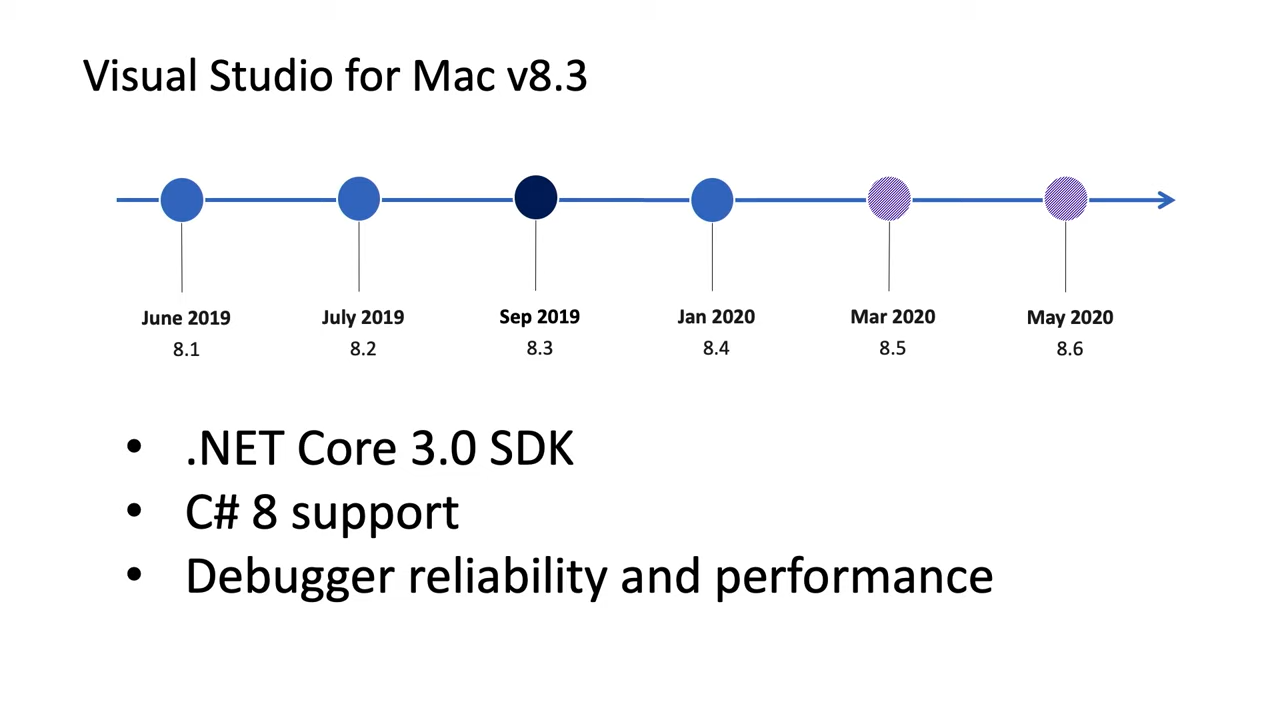 Visual Studio for Mac v8.3
June 2019 July 2019 Sep 2019 Jan 2020 Mar 2020 May 2020
8.1 8.2 8.3 8.4 8.5 8.6
• .NET Core 3.0 SDK
• C# 8 support
• Debugger reliability and performance